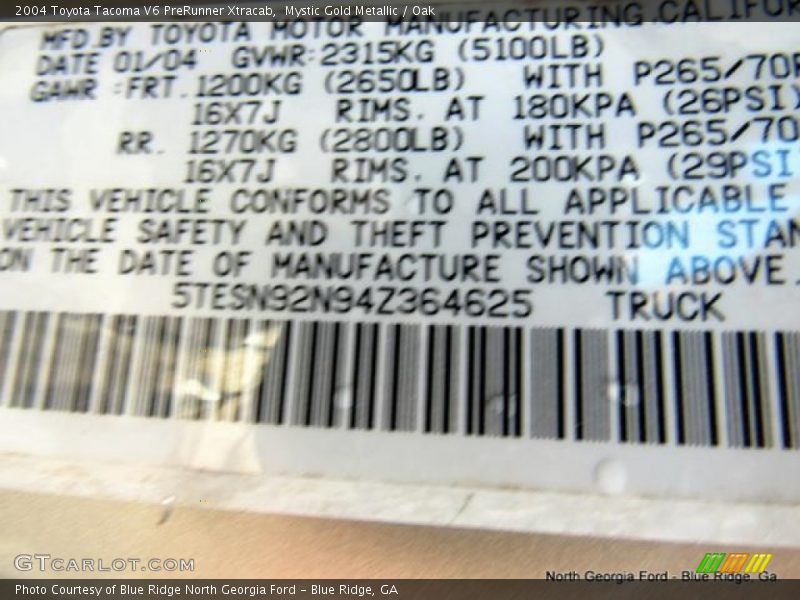 2004 Toyota Tacoma V6 PreRunner Xtracab, Mystic Gold Metallic / Oak
MFD.BY TOYOTA MOTOR MANUFACTURING.CALIFOR
DATE 01/04 GVWR:2315KG (5100LB)
GAWR :FRT.1200KG (2650LB) WITH P265/70R
16X7J RIMS. AT 180KPA (26PSI)
RR. 1270KG (2800LB) WITH P265/70
16X7J RIMS. AT 200KPA (29PSI
THIS VEHICLE CONFORMS TO ALL APPLICABLE
VEHICLE SAFETY AND THEFT PREVENTION STAN
ON THE DATE OF MANUFACTURE SHOWN ABOVE.
5TESN92N94Z364625 TRUCK
GTCARLOT.COM
North Georgia Ford - Blue Ridge, Ga
Photo Courtesy of Blue Ridge North Georgia Ford - Blue Ridge, GA